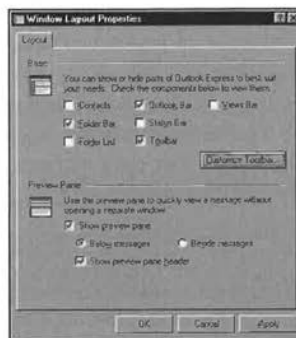 Window Layout Properties
Layout
Basic
You can show or hide parts of Outlook Express to best suit
your needs. Check the components below to view them.
Contacts Outlook Bar Views Bar
Folder Bar Status Bar
Folder List Toolbar
Customize Toolbar...
Preview Pane
Use the preview pane to quickly view a message without
opening a separate window.
Show preview pane
Below messages Beside messages
Show preview pane header
OK Cancel Apply